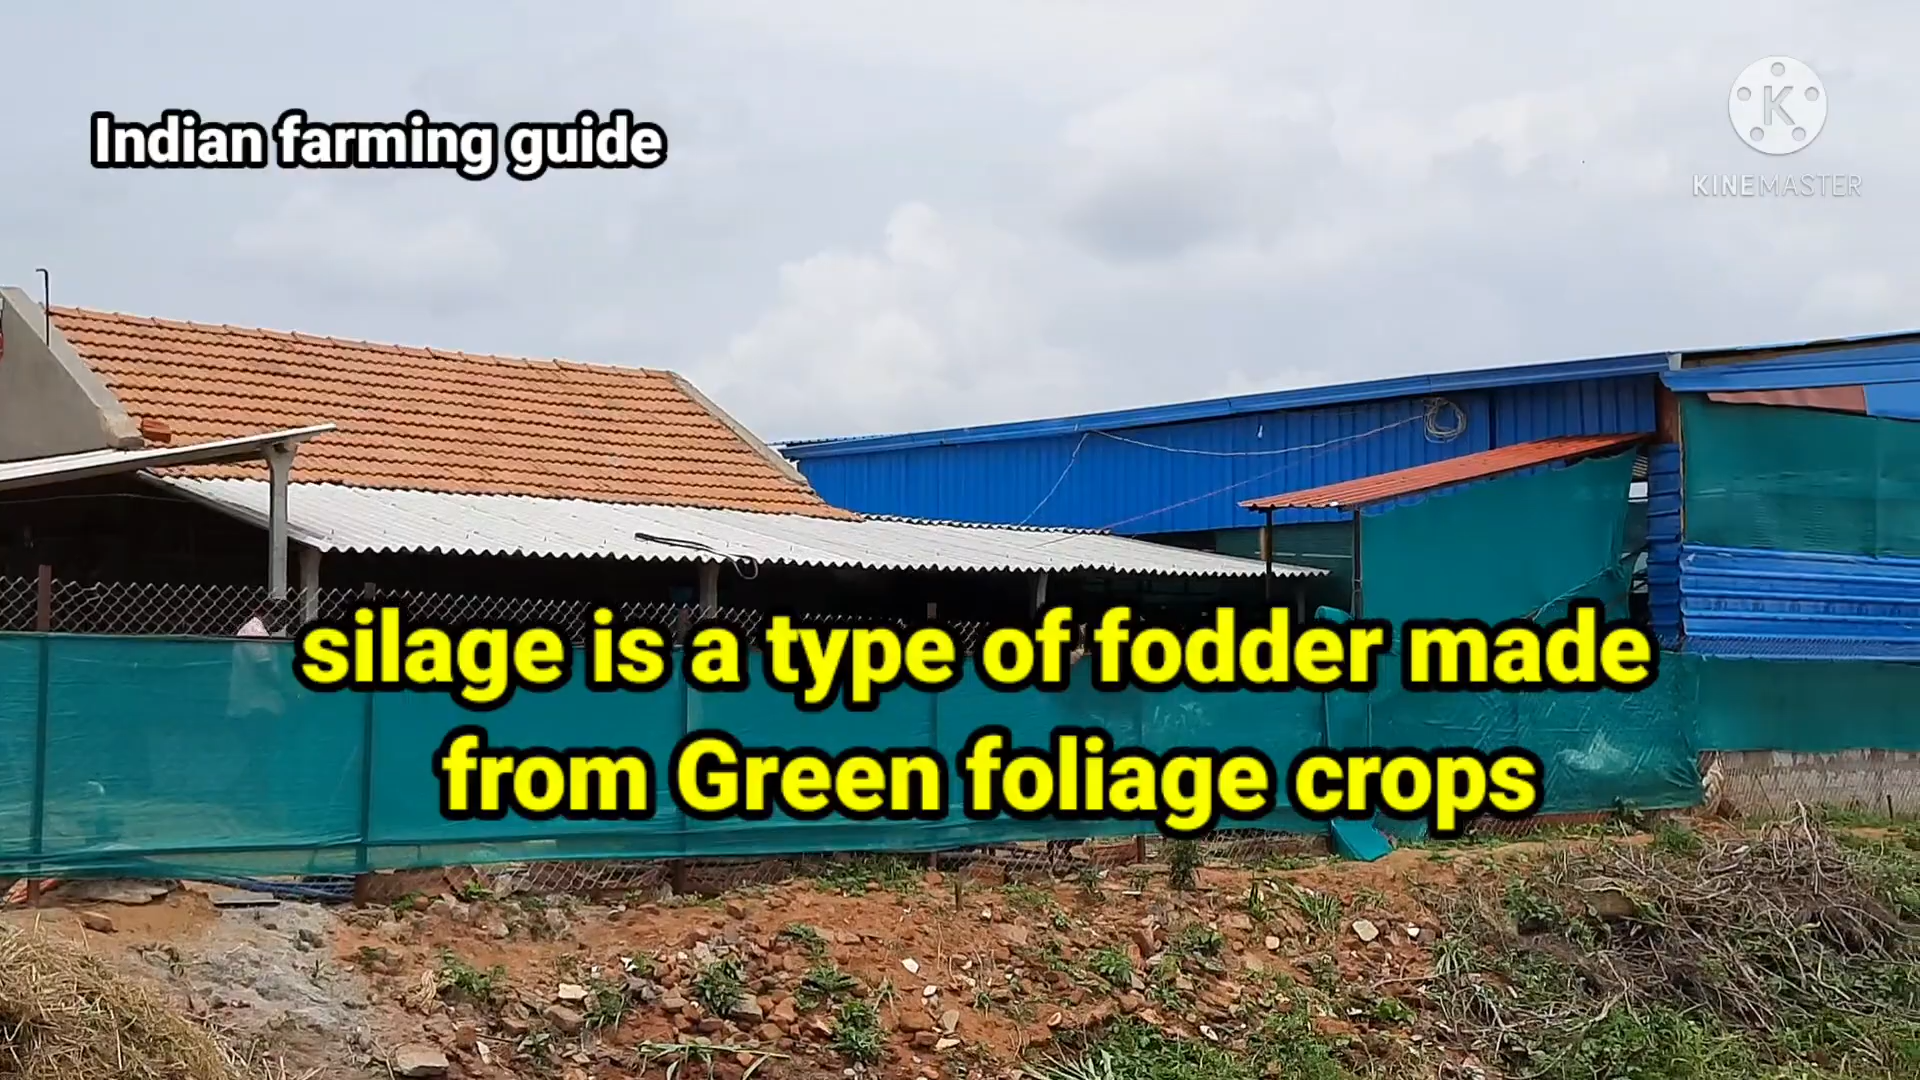 Indian farming guide
K
KINEMASTER
silage is a type of fodder made
from Green foliage crops